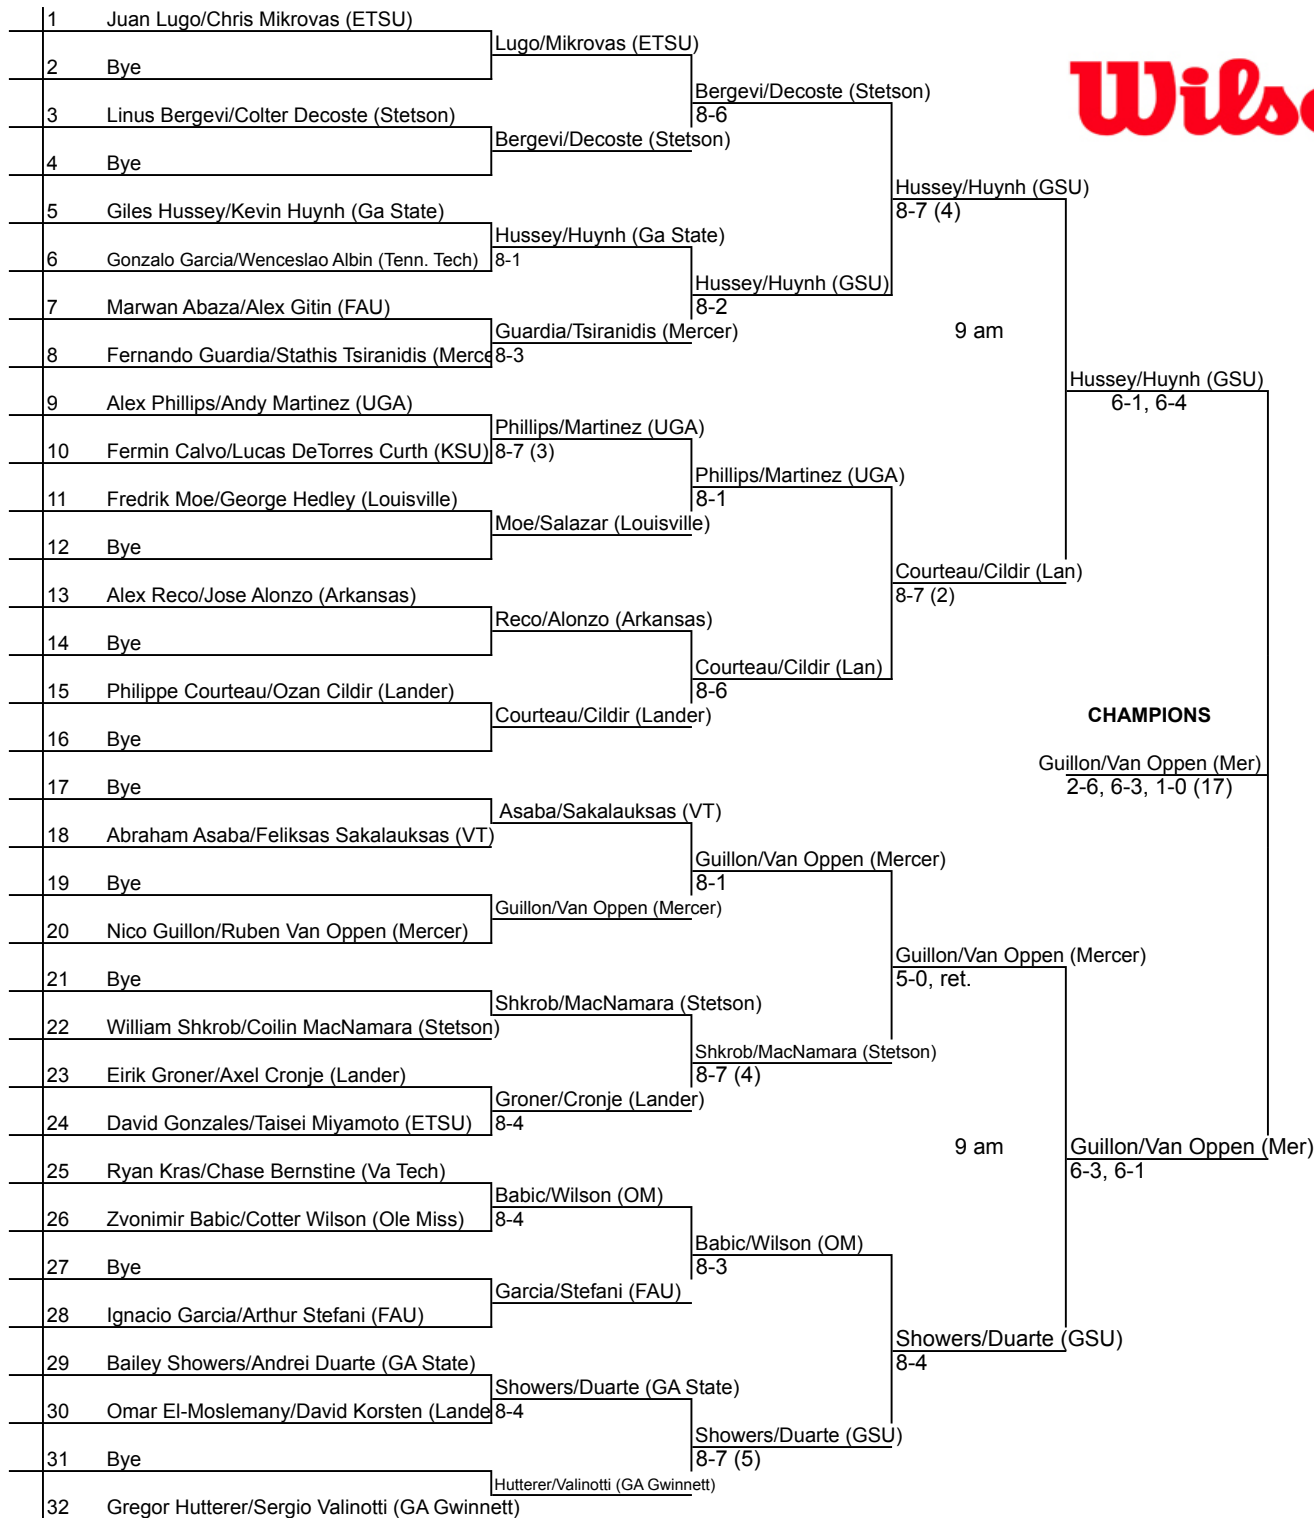 1 Juan Lugo/Chris Mikrovas (ETSU)
Lugo/Mikrovas (ETSU)
2 Bye
Bergevi/Decoste (Stetson)
8-6
3 Linus Bergevi/Colter Decoste (Stetson)
Bergevi/Decoste (Stetson)
4 Bye
Hussey/Huynh (GSU)
8-7 (4)
5 Giles Hussey/Kevin Huynh (Ga State)
Hussey/Huynh (Ga State)
6 Gonzalo Garcia/Wenceslao Albin (Tenn. Tech) 8-1
Hussey/Huynh (GSU)
8-2
7 Marwan Abaza/Alex Gitin (FAU)
Guardia/Tsiranidis (Mercer)
9 am
8 Fernando Guardia/Stathis Tsiranidis (Merce 8-3
Hussey/Huynh (GSU)
6-1, 6-4
9 Alex Phillips/Andy Martinez (UGA)
Phillips/Martinez (UGA)
10 Fermin Calvo/Lucas DeTorres Curth (KSU) 8-7 (3)
Phillips/Martinez (UGA)
8-1
11 Fredrik Moe/George Hedley (Louisville)
Moe/Salazar (Louisville)
12 Bye
Courteau/Cildir (Lan)
8-7 (2)
13 Alex Reco/Jose Alonzo (Arkansas)
Reco/Alonzo (Arkansas)
14 Bye
Courteau/Cildir (Lan)
8-6
15 Philippe Courteau/Ozan Cildir (Lander)
Courteau/Cildir (Lander)
CHAMPIONS
16 Bye
Guillon/Van Oppen (Mer)
2-6, 6-3, 1-0 (17)
17 Bye
Asaba/Sakalauksas (VT)
18 Abraham Asaba/Feliksas Sakalauksas (VT)
Guillon/Van Oppen (Mercer)
8-1
19 Bye
Guillon/Van Oppen (Mercer)
20 Nico Guillon/Ruben Van Oppen (Mercer)
Guillon/Van Oppen (Mercer)
5-0, ret.
21 Bye
Shkrob/MacNamara (Stetson)
22 William Shkrob/Coilin MacNamara (Stetson)
Shkrob/MacNamara (Stetson)
8-7 (4)
23 Eirik Groner/Axel Cronje (Lander)
Groner/Cronje (Lander)
24 David Gonzales/Taisei Miyamoto (ETSU) 8-4
9 am
Guillon/Van Oppen (Mer)
6-3, 6-1
25 Ryan Kras/Chase Bernstine (Va Tech)
Babic/Wilson (OM)
26 Zvonimir Babic/Cotter Wilson (Ole Miss) 8-4
Babic/Wilson (OM)
8-3
27 Bye
Garcia/Stefani (FAU)
28 Ignacio Garcia/Arthur Stefani (FAU)
Showers/Duarte (GSU)
8-4
29 Bailey Showers/Andrei Duarte (GA State)
Showers/Duarte (GA State)
30 Omar El-Moslemany/David Korsten (Lande 8-4
Showers/Duarte (GSU)
8-7 (5)
31 Bye
Hutterer/Valinotti (GA Gwinnett)
32 Gregor Hutterer/Sergio Valinotti (GA Gwinnett)